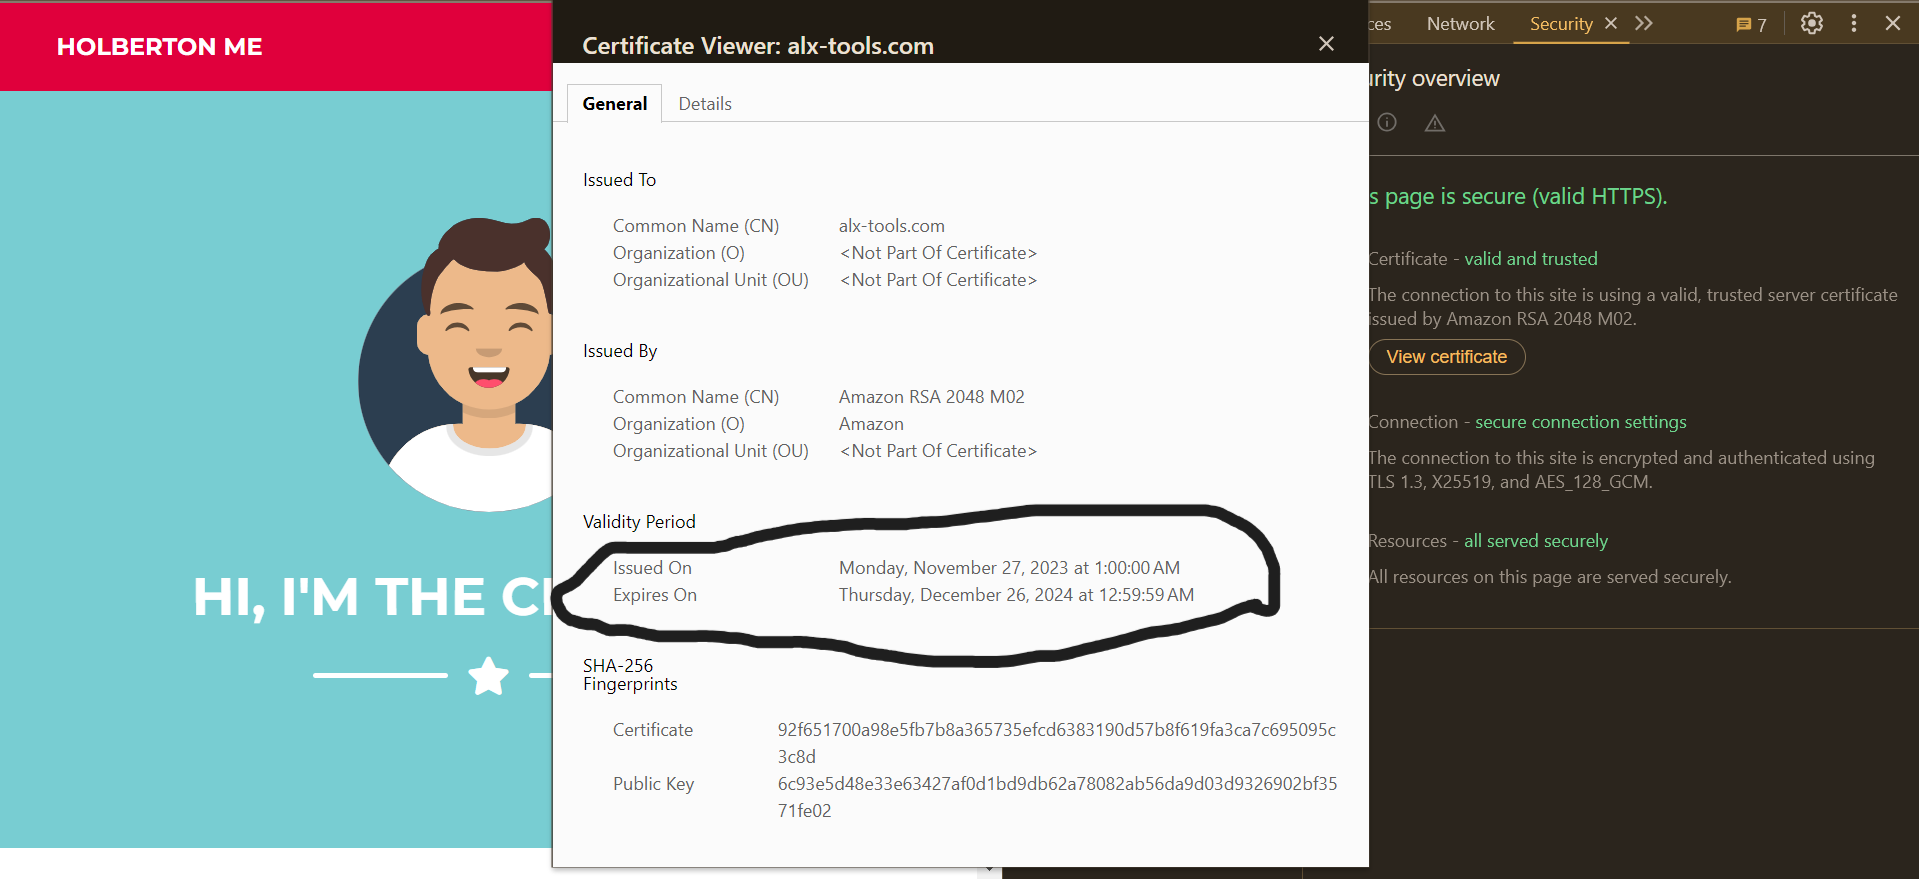 HOLBERTON ME
HI, I'M THE
Certificate Viewer: alx-tools.com
General Details
Issued To
Common Name (CN) alx-tools.com
Organization (O) <Not Part Of Certificate>
Organizational Unit (OU) <Not Part Of Certificate>
Issued By
Common Name (CN) Amazon RSA 2048 M02
Organization (O) Amazon
Organizational Unit (OU) <Not Part Of Certificate>
Validity Period
Issued On Monday, November 27, 2023 at 1:00:00 AM
Expires On Thursday, December 26, 2024 at 12:59:59 AM
SHA-256
Fingerprints
Certificate 92f651700a98e5fb7b8a365735efcd6383190d57b8f619fa3ca7c695095c
3c8d
Public Key 6c93e5d48e33e63427af0d1bd9db62a78082ab56da9d03d9326902bf35
71fe02
Network Security 7
overview
page is secure (valid HTTPS).
Certificate - valid and trusted
The connection to this site is using a valid, trusted server certificate
issued by Amazon RSA 2048 M02.
View certificate
Connection - secure connection settings
The connection to this site is encrypted and authenticated using
TLS 1.3, X25519, and AES_128_GCM.
Resources - all served securely
All resources on this page are served securely.